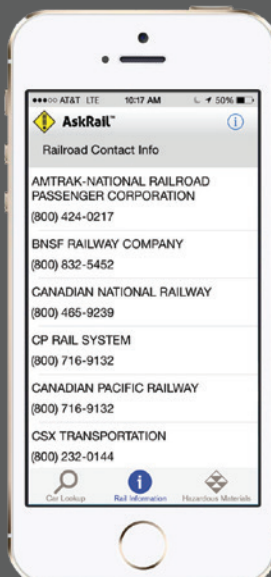 ●●●○○ AT&T LTE 10:17 AM 50%
AskRail™
Railroad Contact Info
AMTRAK-NATIONAL RAILROAD
PASSENGER CORPORATION
(800) 424-0217
BNSF RAILWAY COMPANY
(800) 832-5452
CANADIAN NATIONAL RAILWAY
(800) 465-9239
CP RAIL SYSTEM
(800) 716-9132
CANADIAN PACIFIC RAILWAY
(800) 716-9132
CSX TRANSPORTATION
(800) 232-0144
Car Lookup Rail Information Hazardous Materials